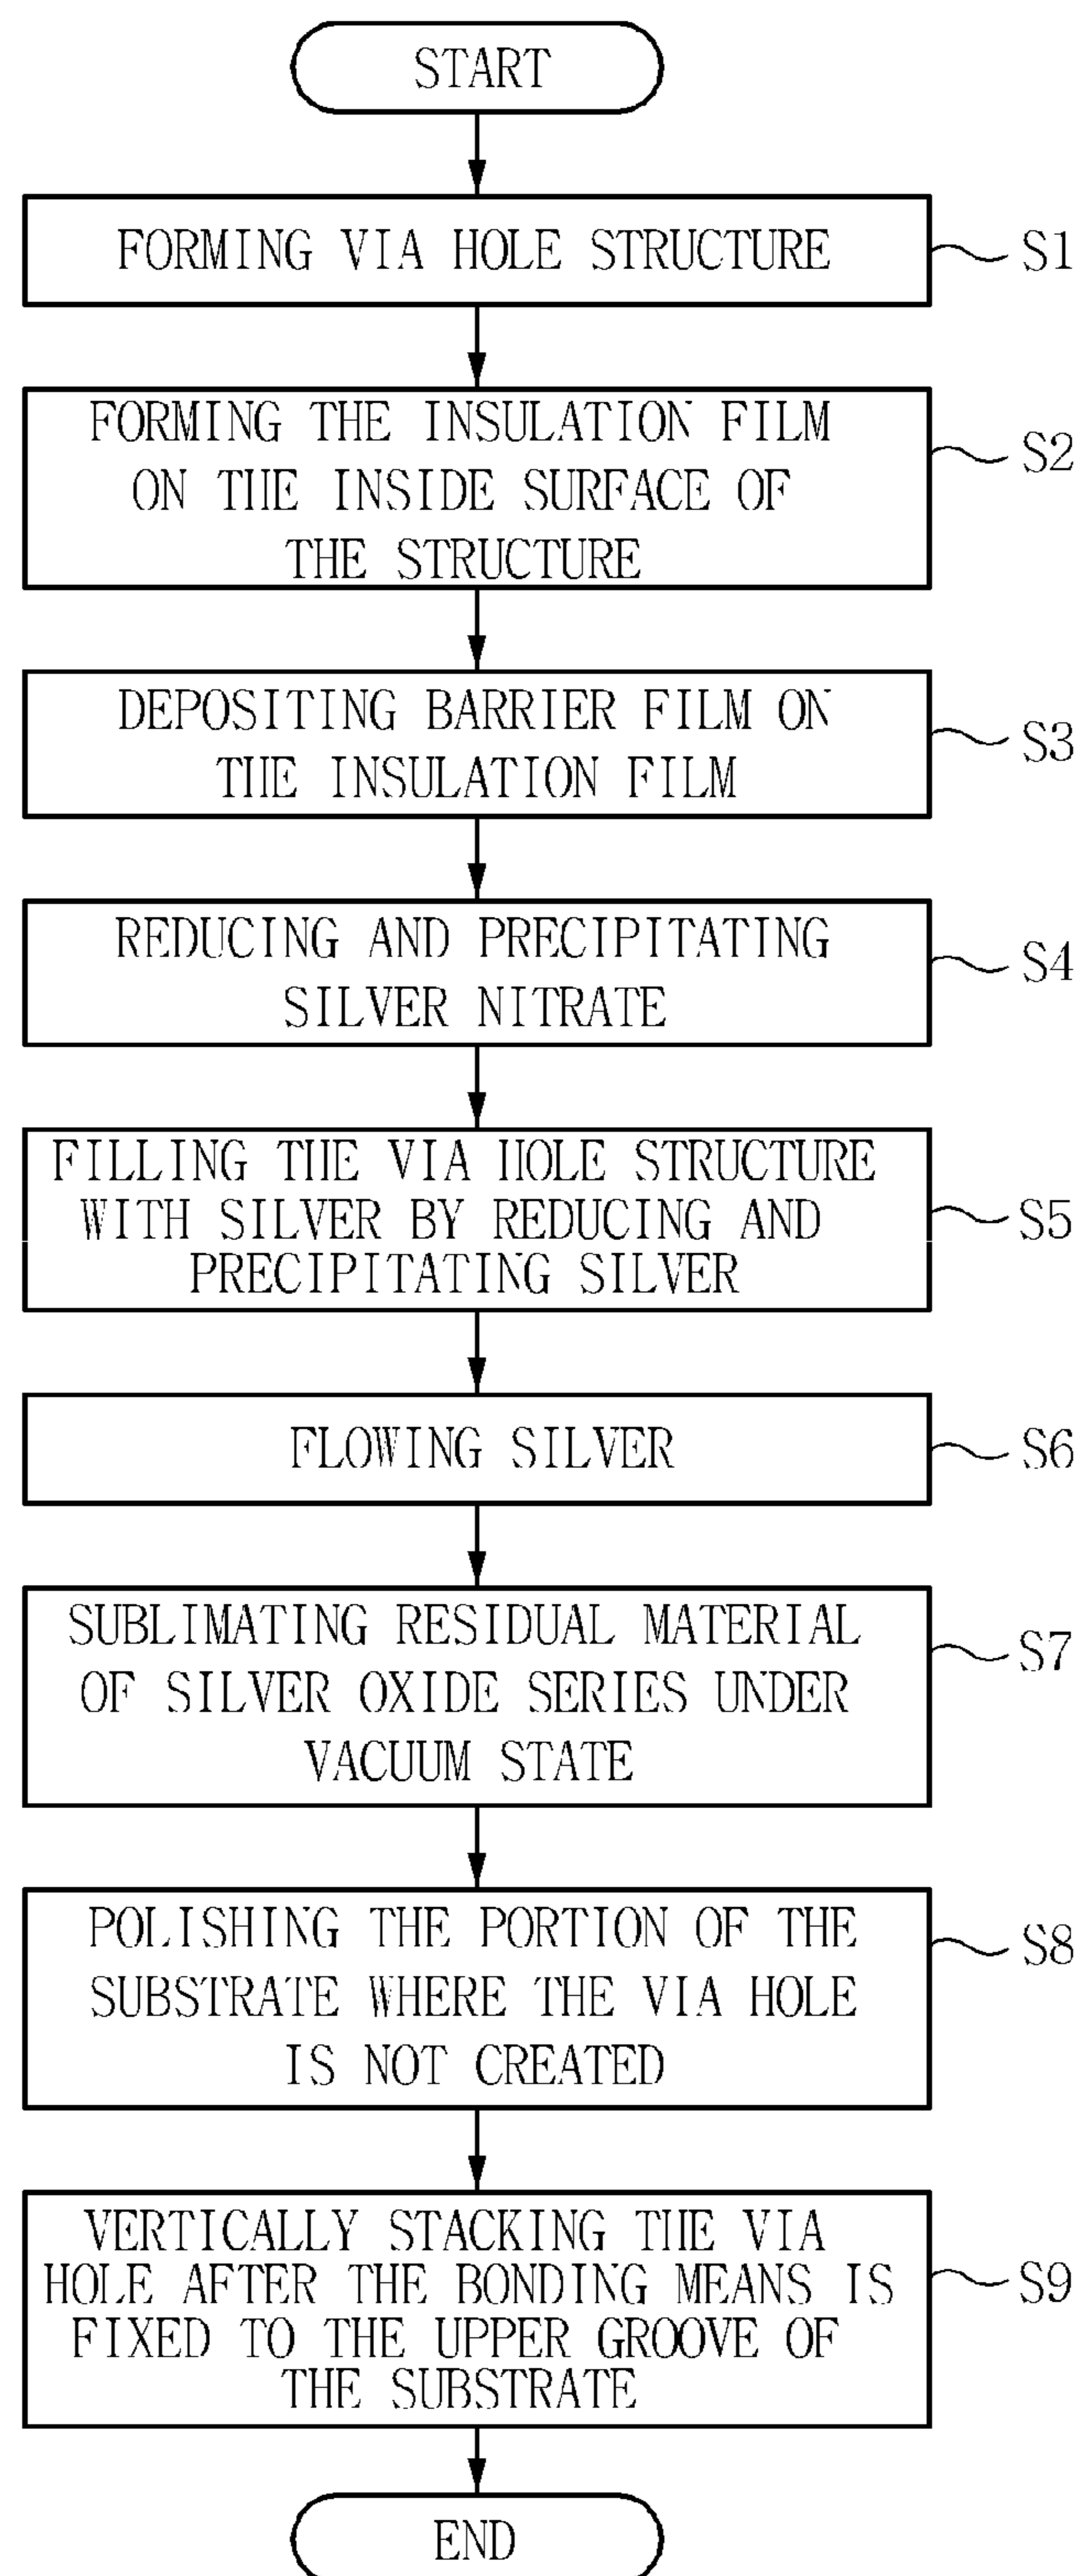 START
FORMING VIA HOLE STRUCTURE
S1
FORMING THE INSULATION FILM
ON THE INSIDE SURFACE OF
THE STRUCTURE
S2
DEPOSITING BARRIER FILM ON
THE INSULATION FILM
S3
REDUCING AND PRECIPITATING
SILVER NITRATE
S4
FILLING THE VIA HOLE STRUCTURE
WITH SILVER BY REDUCING AND
PRECIPITATING SILVER
S5
FLOWING SILVER
S6
SUBLIMATING RESIDUAL MATERIAL
OF SILVER OXIDE SERIES UNDER
VACUUM STATE
S7
POLISHING THE PORTION OF THE
SUBSTRATE WHERE THE VIA HOLE
IS NOT CREATED
S8
VERTICALLY STACKING THE VIA
HOLE AFTER THE BONDING MEANS IS
FIXED TO THE UPPER GROOVE OF
THE SUBSTRATE
S9
END